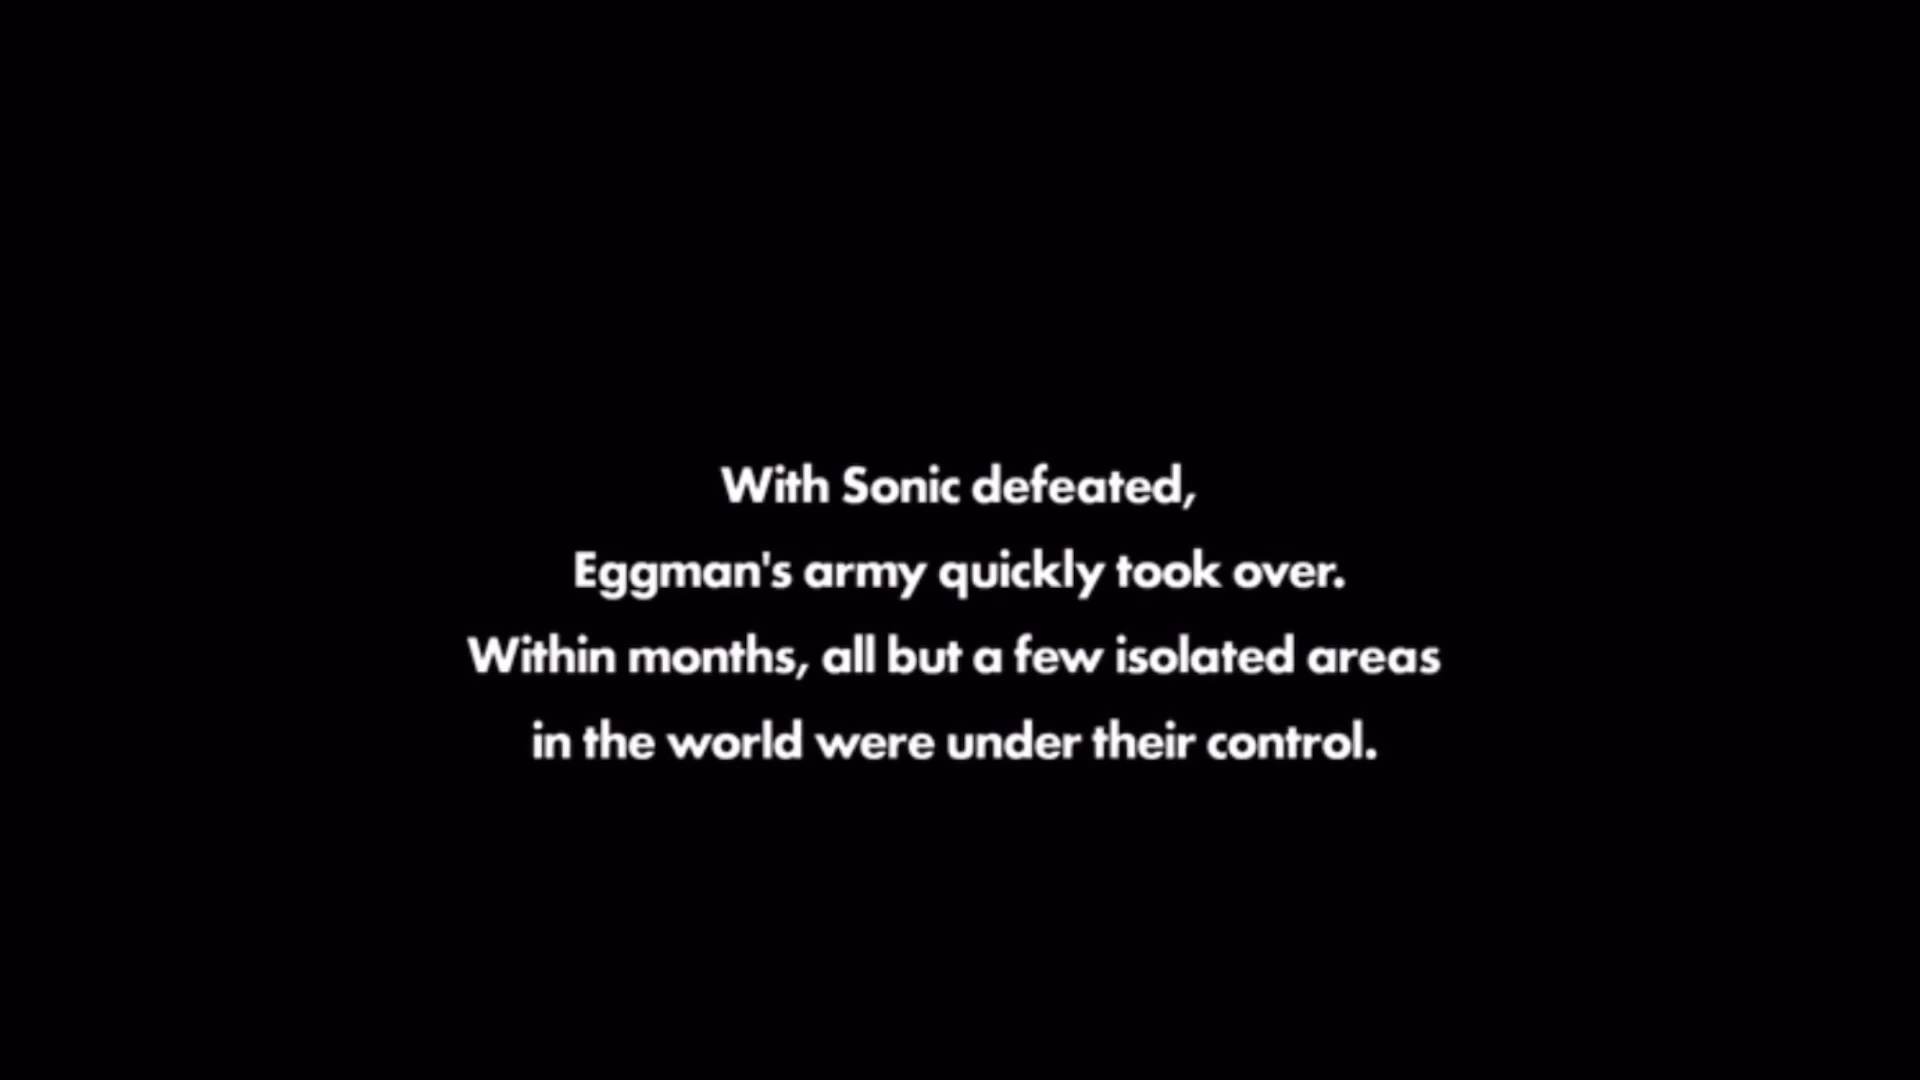 With Sonic defeated,
Eggman's army quickly took over.
Within months, all but a few isolated areas
in the world were under their control.